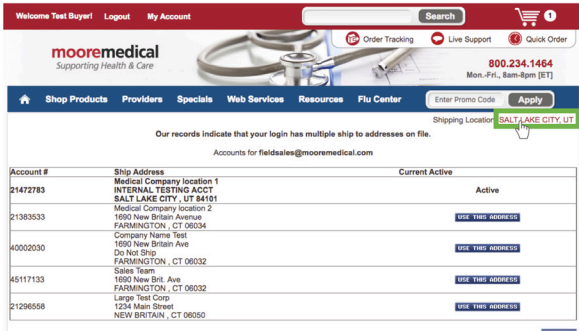 Welcome Test Buyer! Logout My Account Search 1
Order Tracking Live Support Quick Order
mooremedical
Supporting Health & Care
800.234.1464
Mon.-Fri., 8am-8pm [ET]
Shop Products Providers Specials Web Services Resources Flu Center Enter Promo Code Apply
Shipping Location: SALT LAKE CITY, UT
Our records indicate that your login has multiple ship to addresses on file.
Accounts for fieldsales@mooremedical.com
Account # Ship Address Current Active
Medical Company location 1
21472783 INTERNAL TESTING ACCT Active
SALT LAKE CITY , UT 84101
Medical Company location 2
21383533 1690 New Britain Avenue USE THIS ADDRESS
FARMINGTON , CT 06034
Company Name Test
40002030 1690 New Britain Ave USE THIS ADDRESS
Do Not Ship
FARMINGTON , CT 06032
Sales Team
45117133 1690 New Brit. Ave USE THIS ADDRESS
FARMINGTON , CT 06032
Large Test Corp
21296558 1234 Main Street USE THIS ADDRESS
NEW BRITAIN , CT 06050